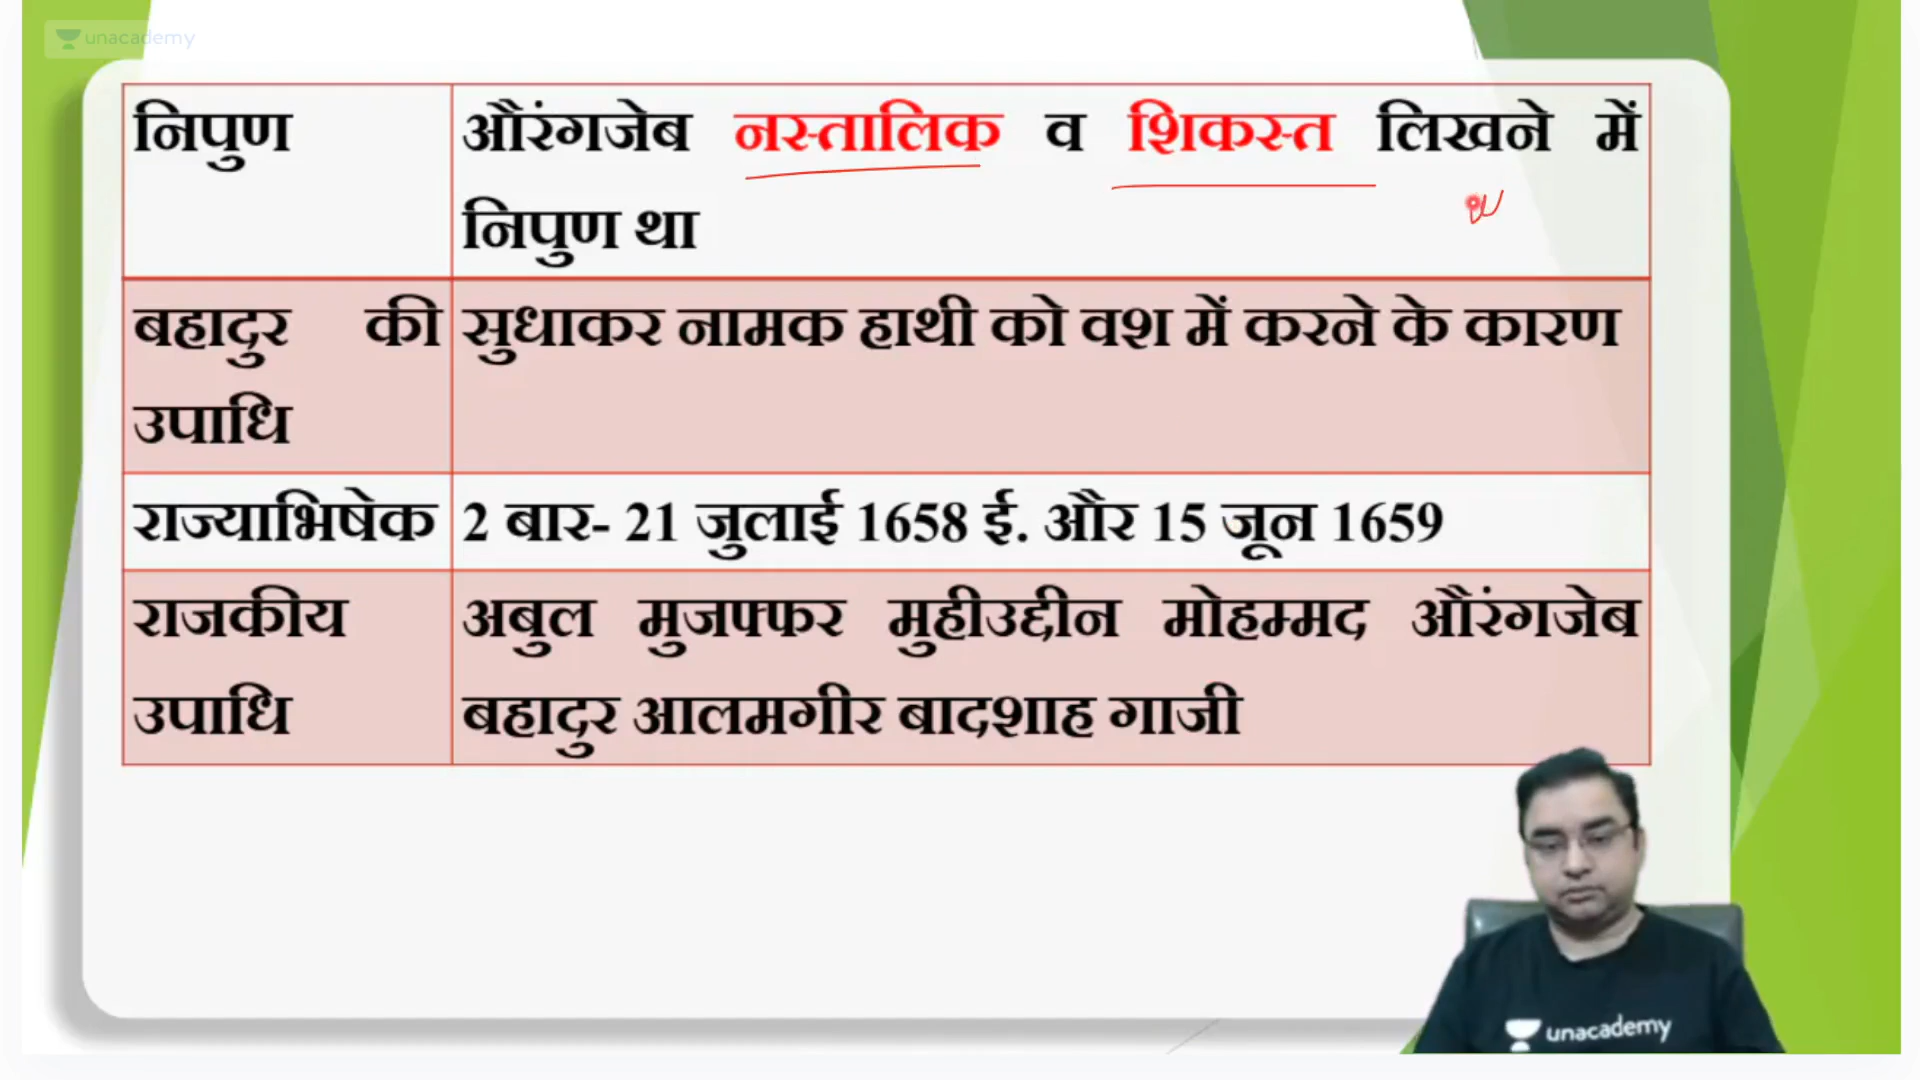 unacademy
निपुण
औरंगजेब नस्तालिक व शिकस्त लिखने में
निपुण था
बहादुर की
उपाधि
सुधाकर नामक हाथी को वश में करने के कारण
राज्याभिषेक
2 बार- 21 जुलाई 1658 ई. और 15 जून 1659
राजकीय
उपाधि
अबुल मुजफ्फर मुहीउद्दीन मोहम्मद औरंगजेब
बहादुर आलमगीर बादशाह गाजी
unacademy